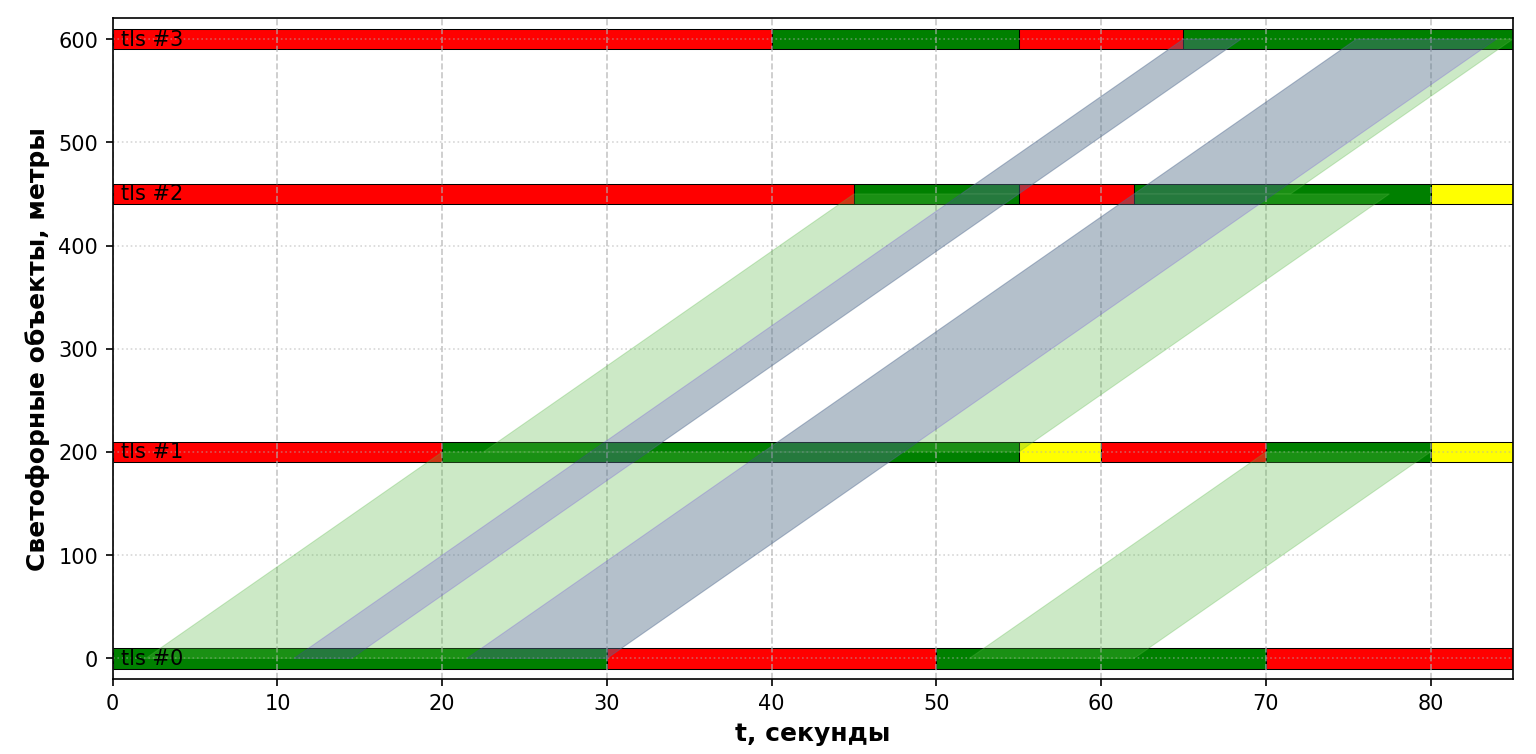 Светофорные объекты, метры
600
500
400
300
200
100
0
tls #3
tls #2
tls #1
tls #0
0 10 20 30 40 50 60 70 80
t, секунды